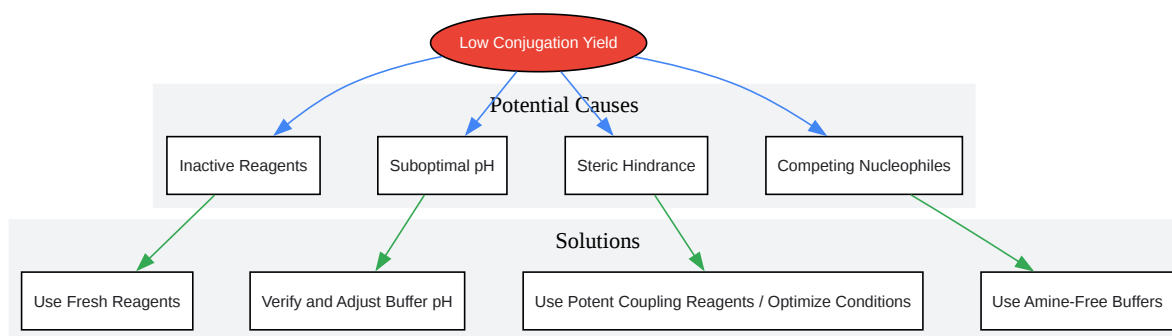 Low Conjugation Yield
Potential Causes
Inactive Reagents
Suboptimal pH
Steric Hindrance
Competing Nucleophiles
Solutions
Use Fresh Reagents
Verify and Adjust Buffer pH
Use Potent Coupling Reagents / Optimize Conditions
Use Amine-Free Buffers